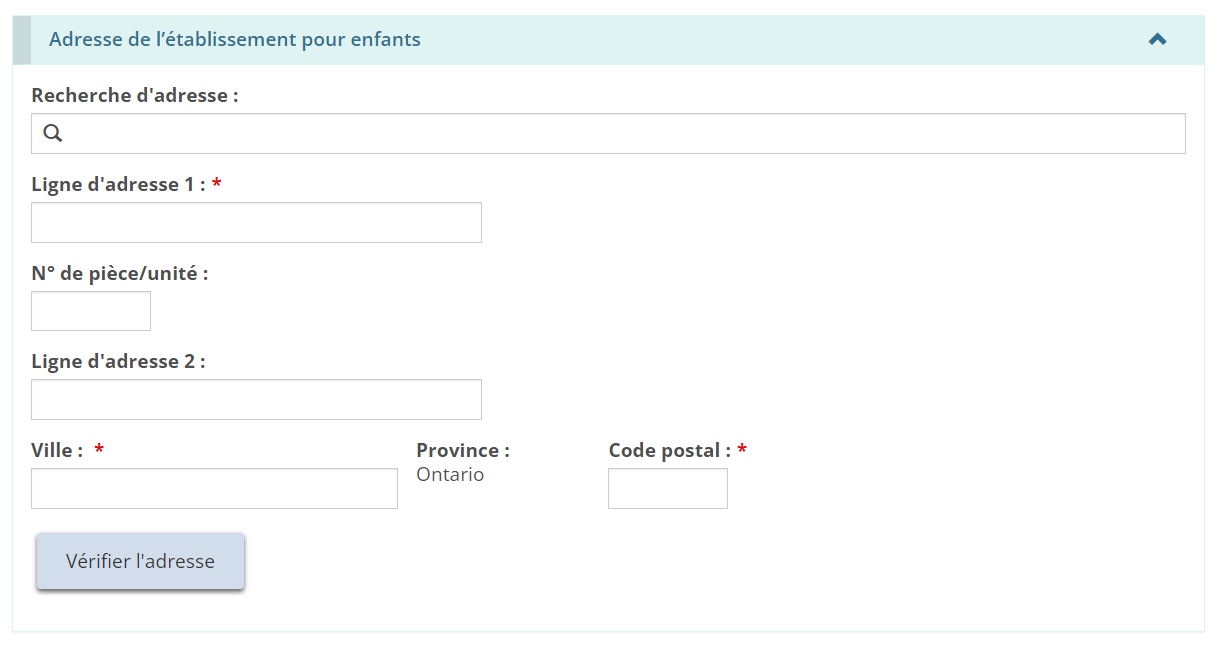 Adresse de l’établissement pour enfants
Recherche d'adresse :
Ligne d'adresse 1 : *
N° de pièce/unité :
Ligne d'adresse 2 :
Ville : * Province : Code postal : *
Ontario
Vérifier l'adresse